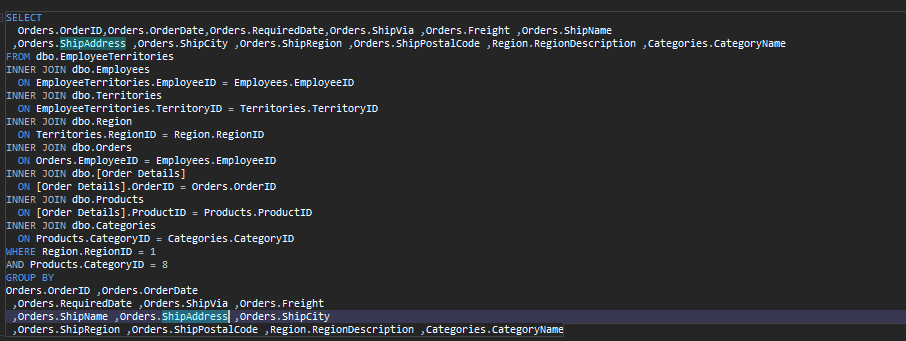 SELECT
Orders.OrderID,Orders.OrderDate,Orders.RequiredDate,Orders.ShipVia ,Orders.Freight ,Orders.ShipName
,Orders.ShipAddress ,Orders.ShipCity ,Orders.ShipRegion ,Orders.ShipPostalCode ,Region.RegionDescription ,Categories.CategoryName
FROM dbo.EmployeeTerritories
INNER JOIN dbo.Employees
ON EmployeeTerritories.EmployeeID = Employees.EmployeeID
INNER JOIN dbo.Territories
ON EmployeeTerritories.TerritoryID = Territories.TerritoryID
INNER JOIN dbo.Region
ON Territories.RegionID = Region.RegionID
INNER JOIN dbo.Orders
ON Orders.EmployeeID = Employees.EmployeeID
INNER JOIN dbo.[Order Details]
ON [Order Details].OrderID = Orders.OrderID
INNER JOIN dbo.Products
ON [Order Details].ProductID = Products.ProductID
INNER JOIN dbo.Categories
ON Products.CategoryID = Categories.CategoryID
WHERE Region.RegionID = 1
AND Products.CategoryID = 8
GROUP BY
Orders.OrderID ,Orders.OrderDate
,Orders.RequiredDate ,Orders.ShipVia ,Orders.Freight
,Orders.ShipName ,Orders.ShipAddress ,Orders.ShipCity
,Orders.ShipRegion ,Orders.ShipPostalCode ,Region.RegionDescription ,Categories.CategoryName